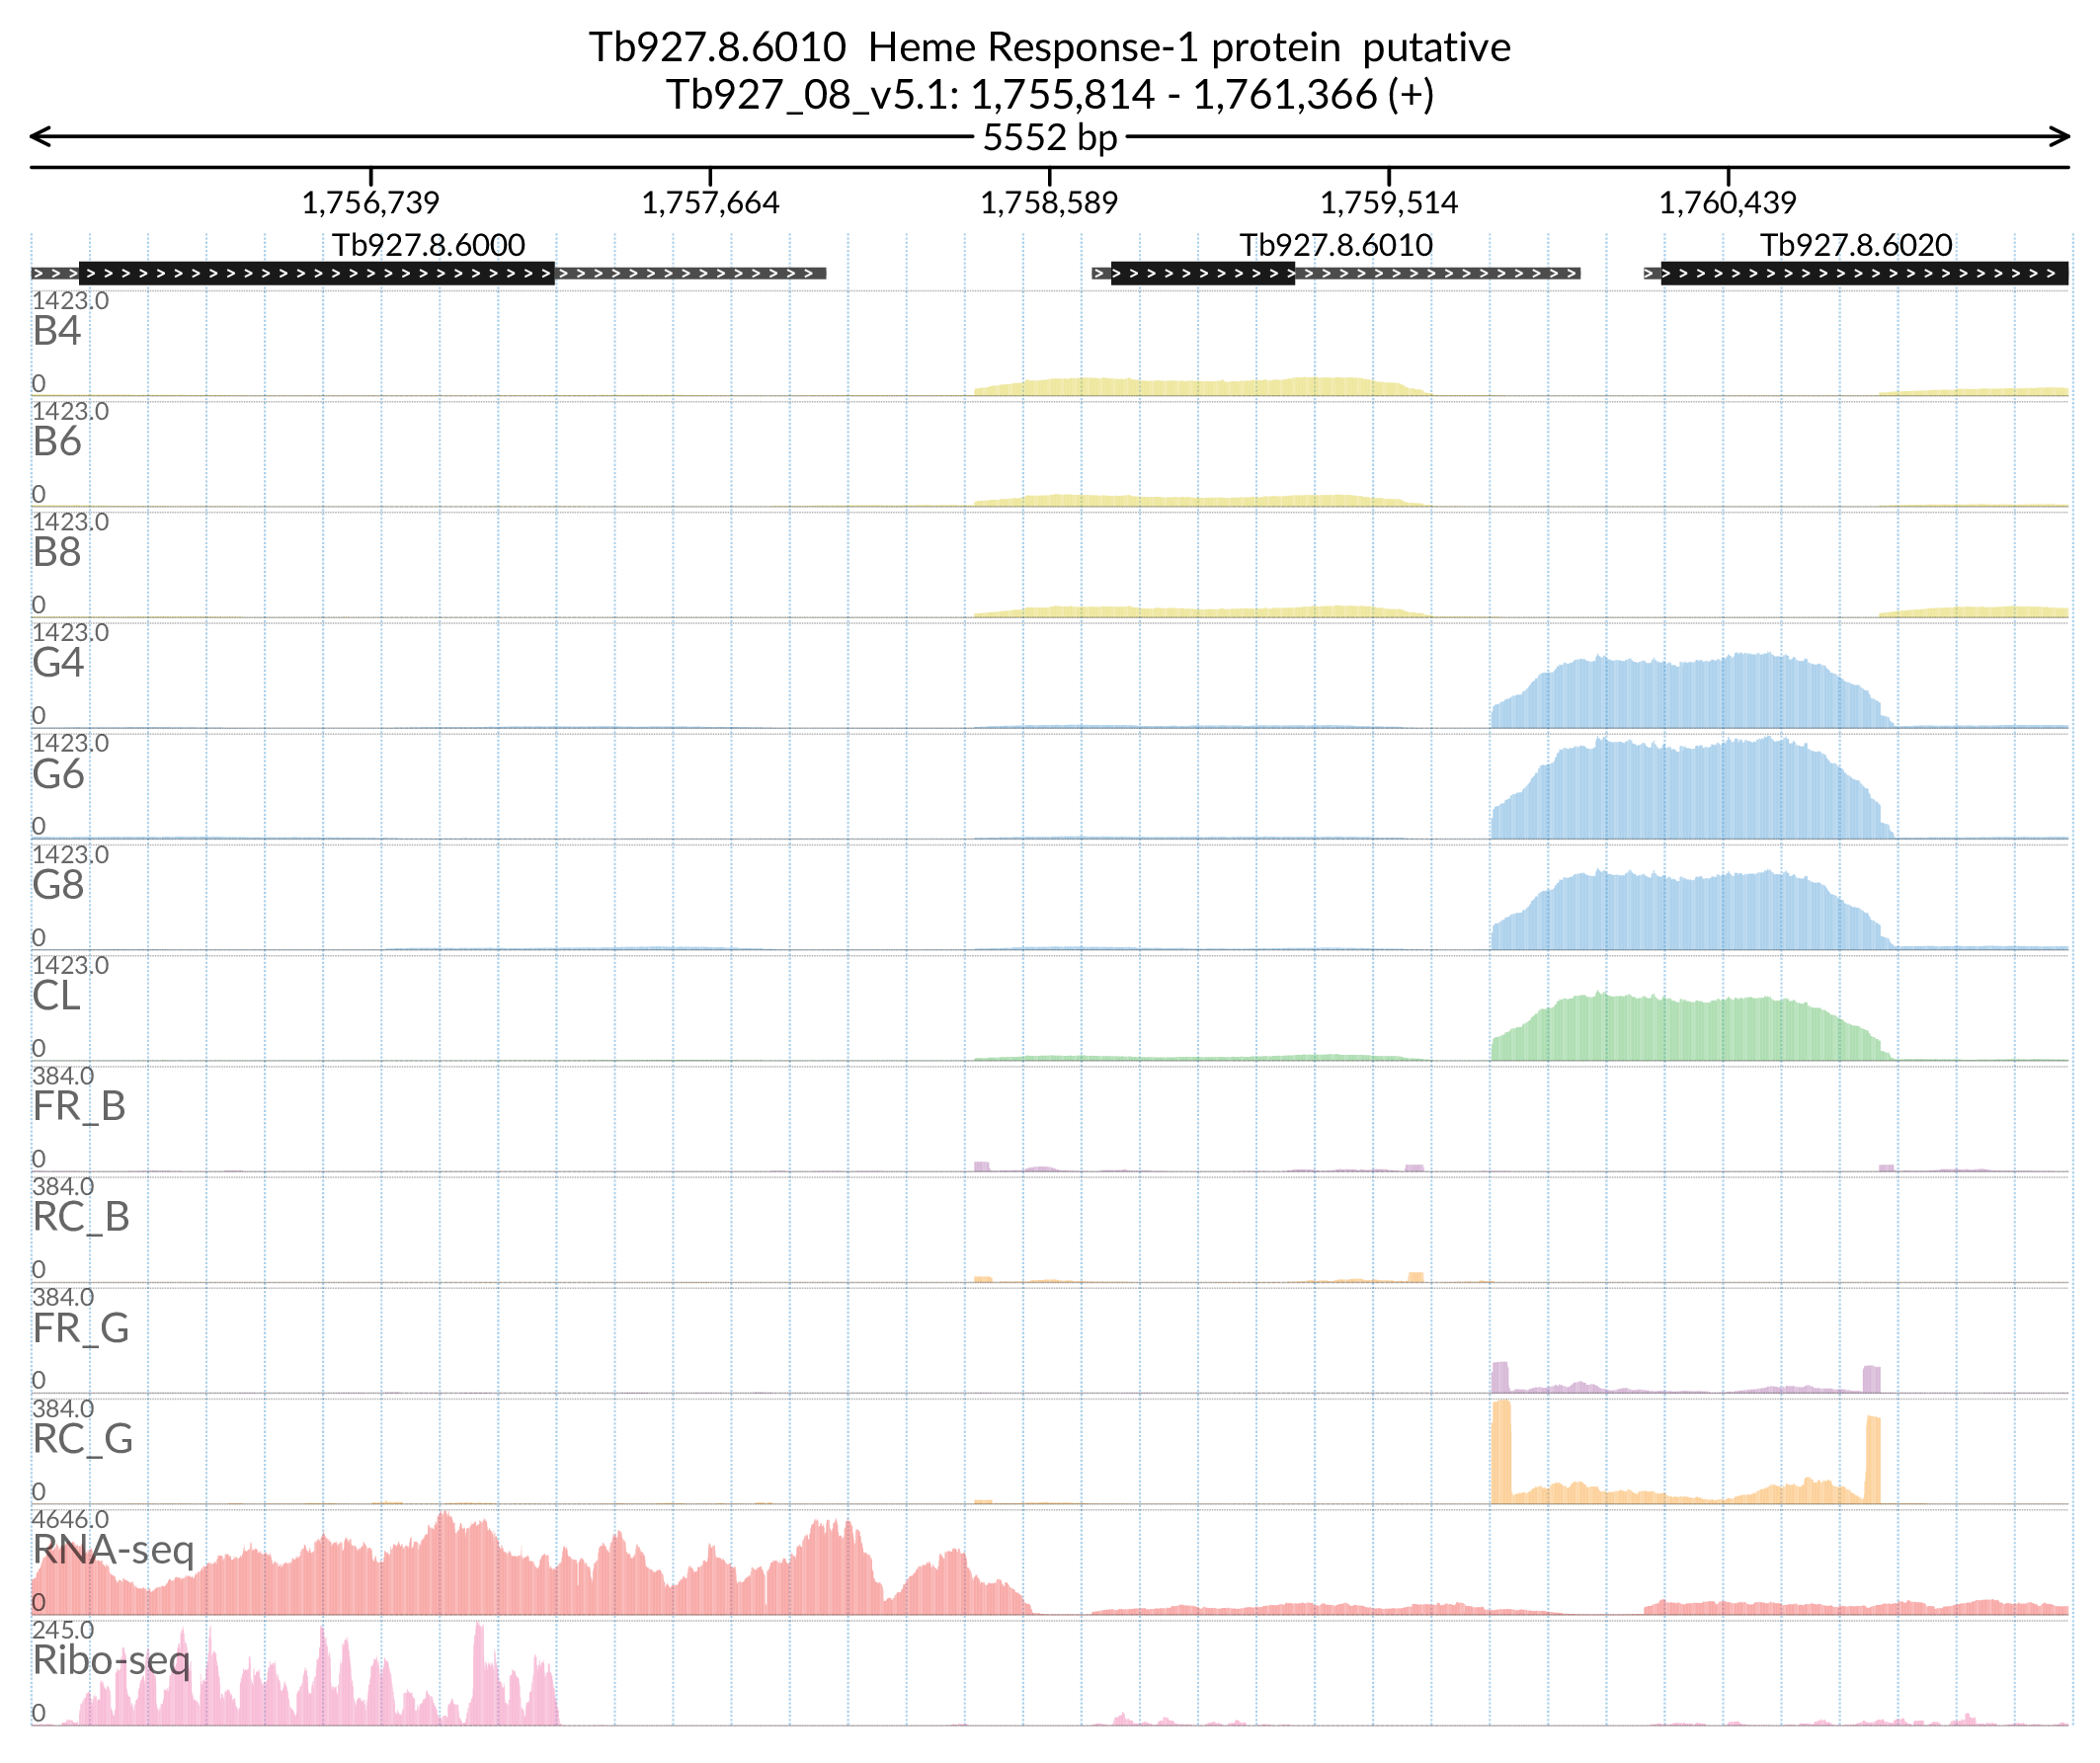 Tb927.8.6010  Heme Response-1 protein  putative
Tb927_08_v5.1: 1,755,814 - 1,761,366 (+)
5552 bp
1,756,739 1,757,664 1,758,589 1,759,514 1,760,439
Tb927.8.6000 Tb927.8.6010 Tb927.8.6020
1423.0
B4
0
1423.0
B6
0
1423.0
B8
0
1423.0
G4
0
1423.0
G6
0
1423.0
G8
0
1423.0
CL
0
384.0
FR_B
0
384.0
RC_B
0
384.0
FR_G
0
384.0
RC_G
0
4646.0
RNA-seq
0
245.0
Ribo-seq
0